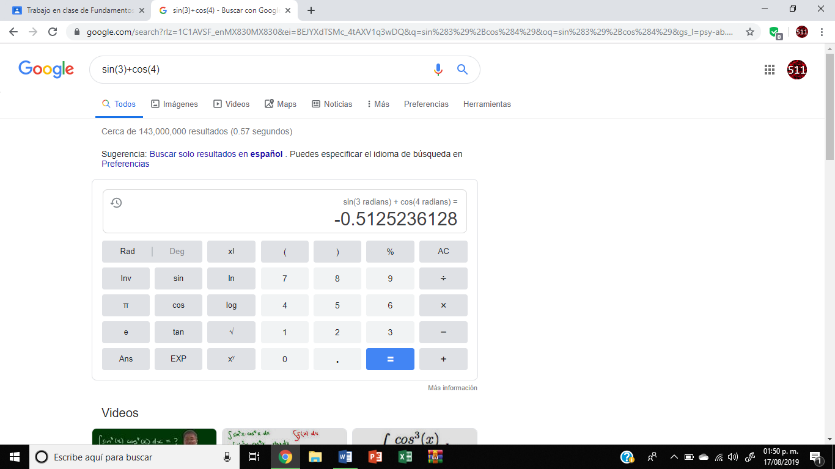 Trabajo en clase de Fundamento
sin(3)+cos(4) - Buscar con Googl
google.com/search?rlz=1C1AVSF_enMX830MX830&ei=BEJYXdTSMc_4tAXV1q3wDQ&q=sin%283%29%2Bcos%284%29&oq=sin%283%29%2Bcos%284%29&gs_l=psy-ab....
Google
sin(3)+cos(4)
511
511
Todos Imágenes Videos Maps Noticias Más Preferencias Herramientas
Cerca de 143,000,000 resultados (0.57 segundos)
Sugerencia: Buscar solo resultados en español . Puedes especificar el idioma de búsqueda en
Preferencias
sin(3 radians) + cos(4 radians) =
-0.5125236128
Rad | Deg x! ( ) % AC
Inv sin ln 7 8 9 ÷
π cos log 4 5 6 ×
e tan √ 1 2 3 −
Ans EXP xʸ 0 . = +
Más información
Videos
cos³(x)
Escribe aquí para buscar
01:50 p. m.
17/08/2019
1